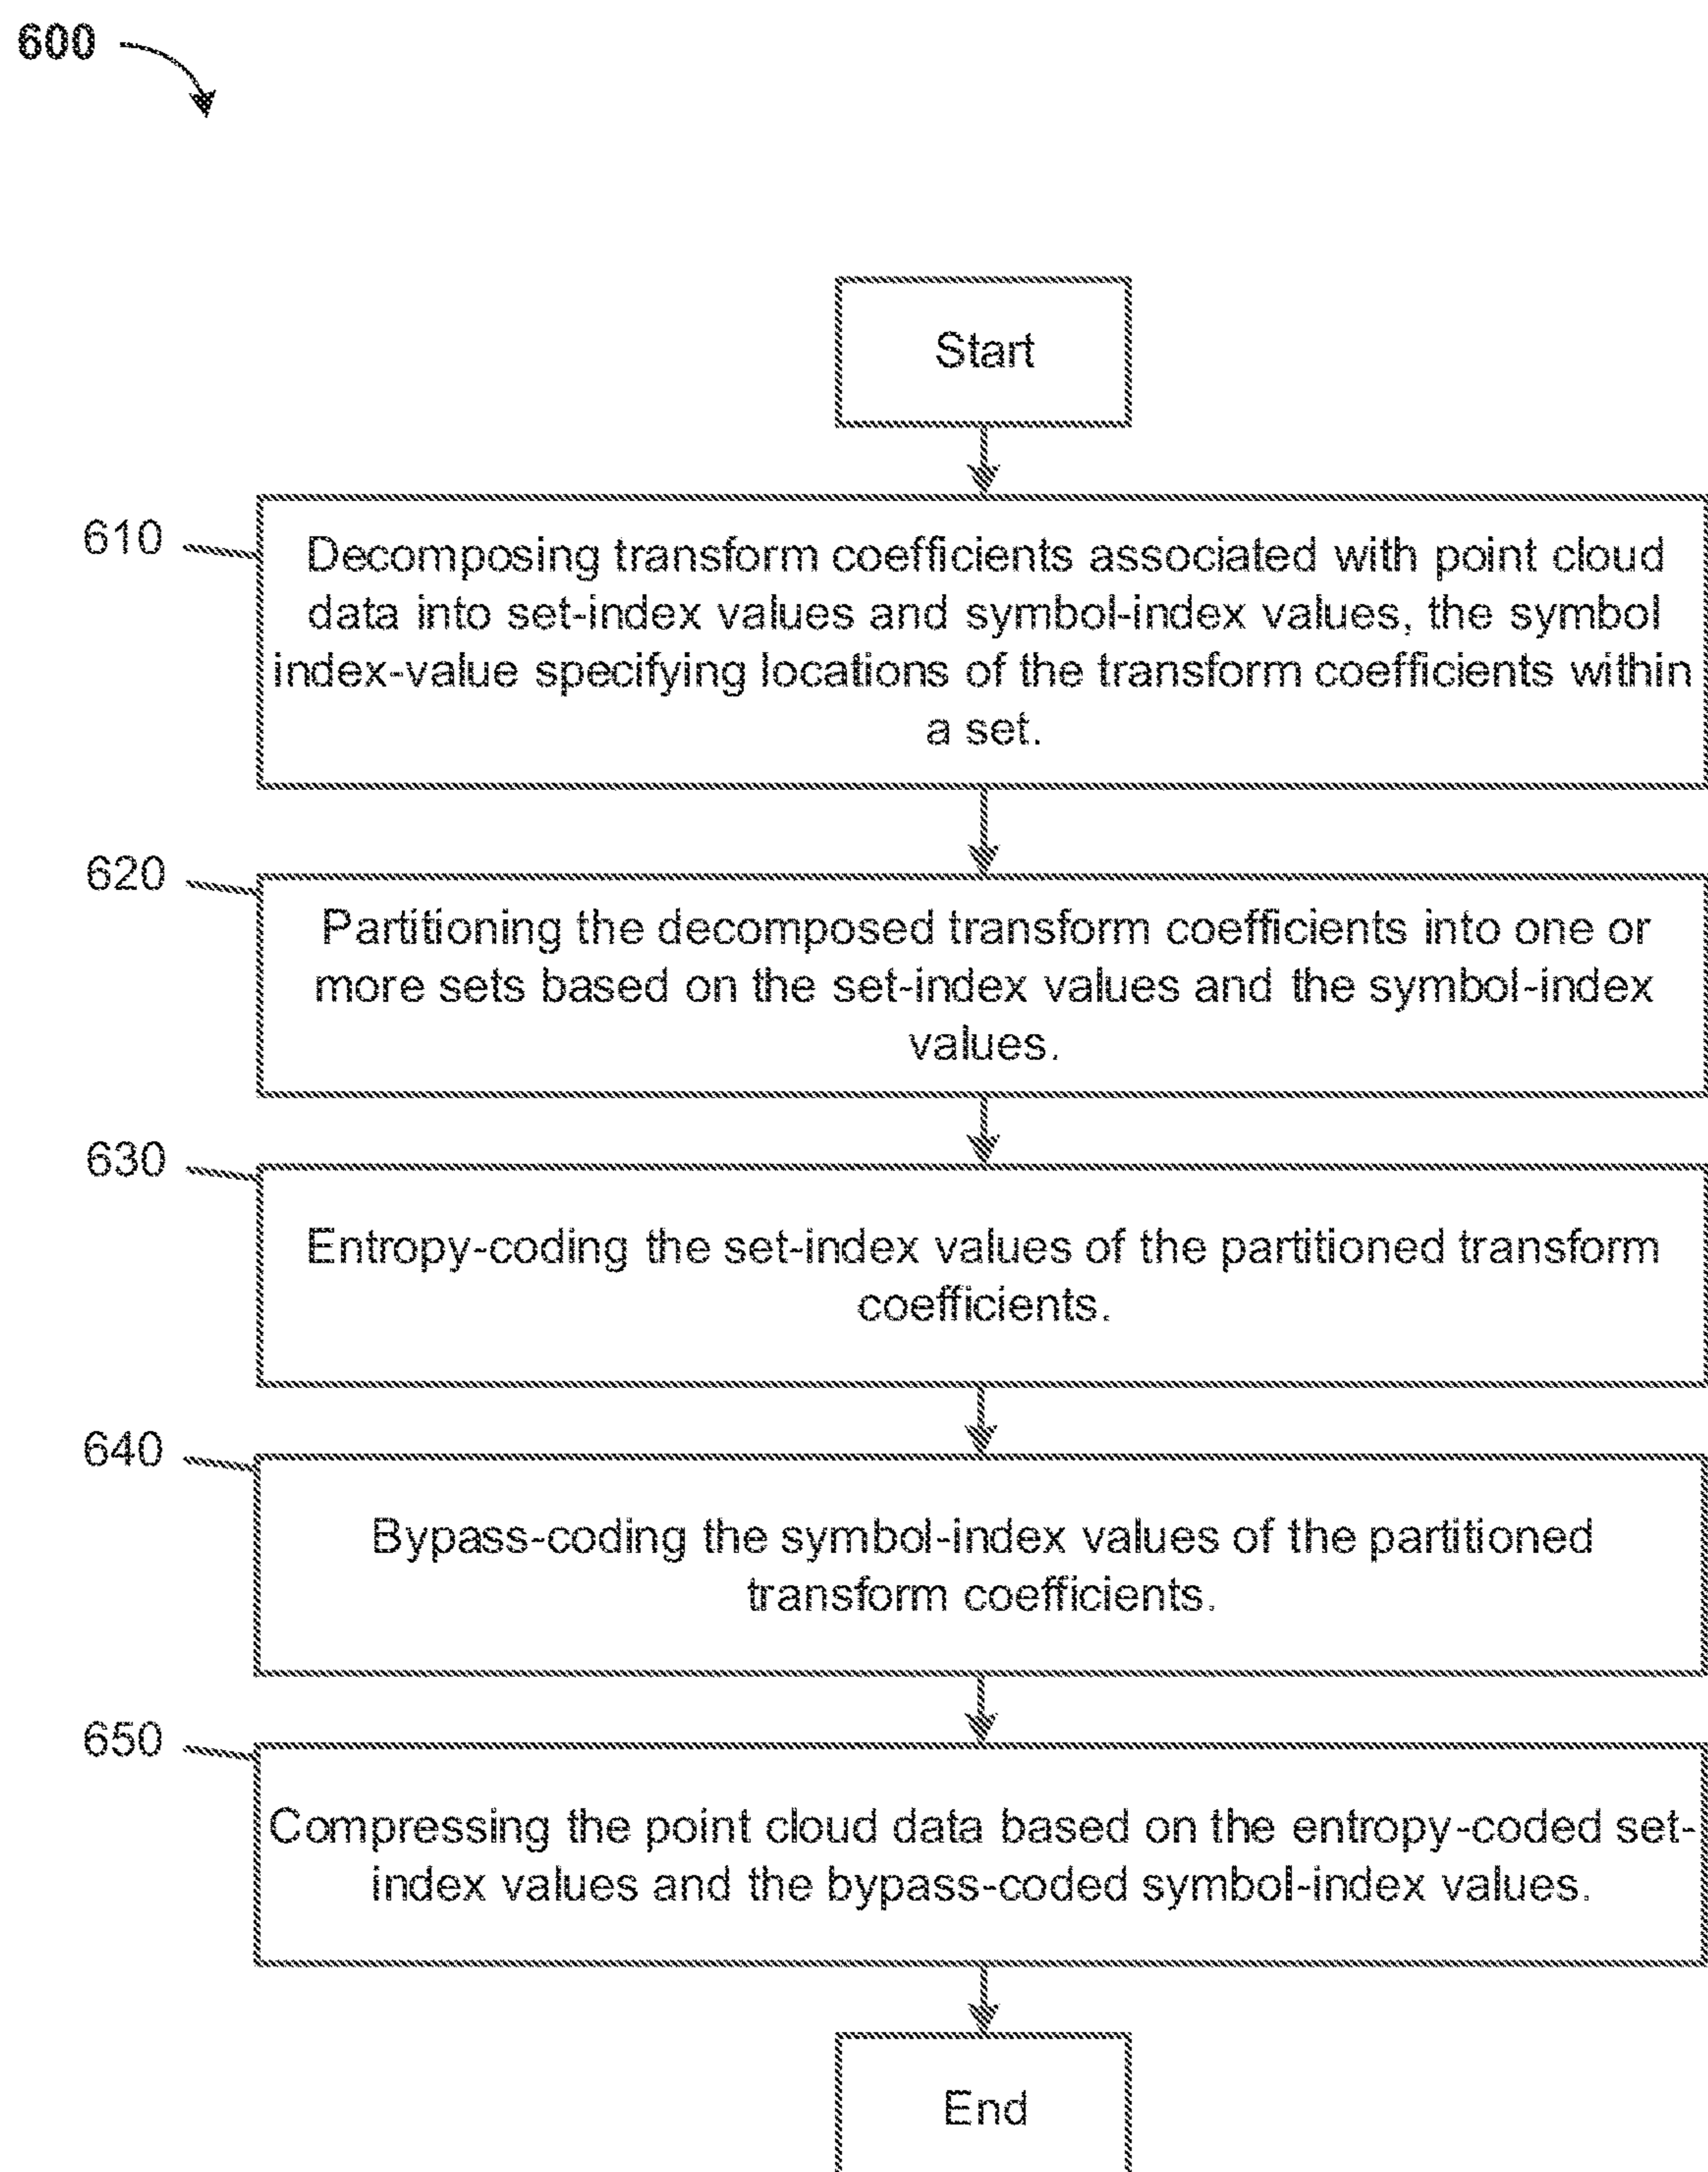 600
Start
610
Decomposing transform coefficients associated with point cloud
data into set-index values and symbol-index values, the symbol
index-value specifying locations of the transform coefficients within
a set.
620
Partitioning the decomposed transform coefficients into one or
more sets based on the set-index values and the symbol-index
values.
630
Entropy-coding the set-index values of the partitioned transform
coefficients.
640
Bypass-coding the symbol-index values of the partitioned
transform coefficients.
650
Compressing the point cloud data based on the entropy-coded set-
index values and the bypass-coded symbol-index values.
End